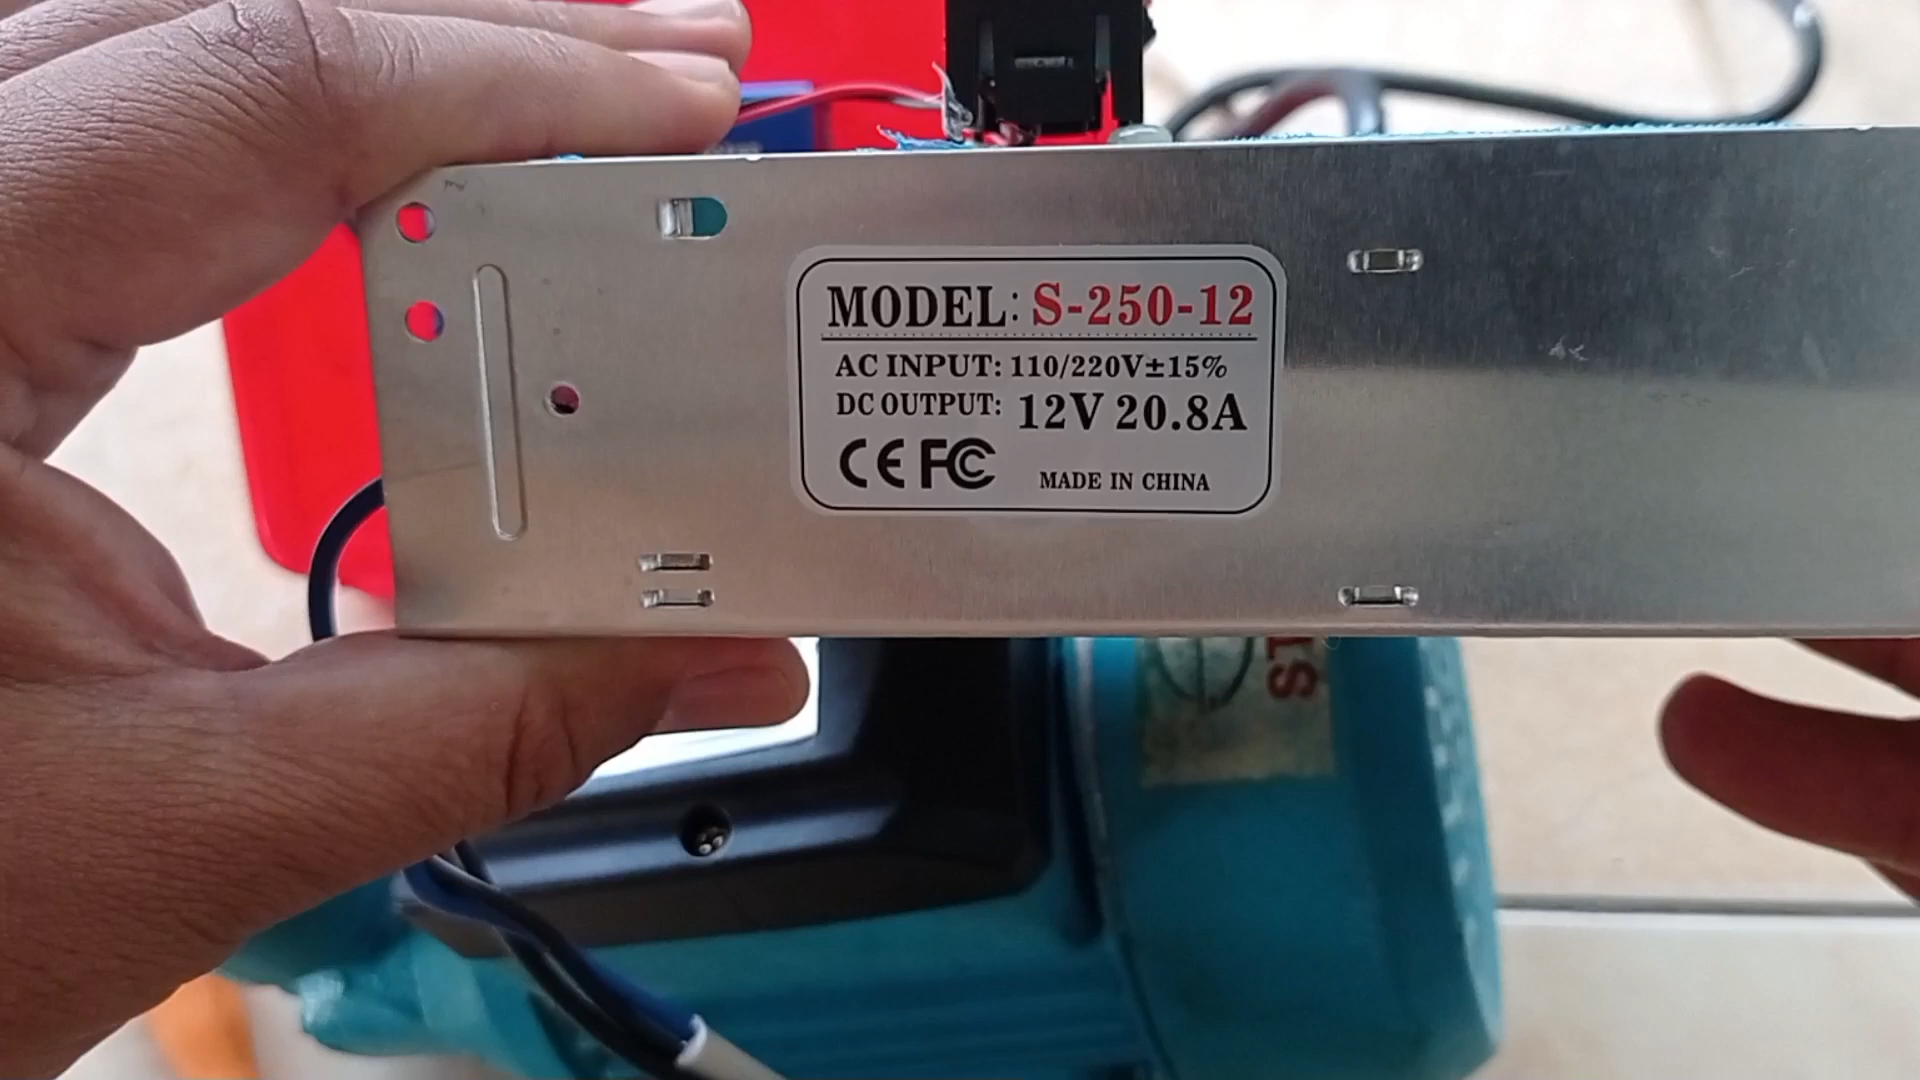 MODEL: S-250-12
AC INPUT: 110/220V±15%
DC OUTPUT: 12V 20.8A
CE FC
MADE IN CHINA